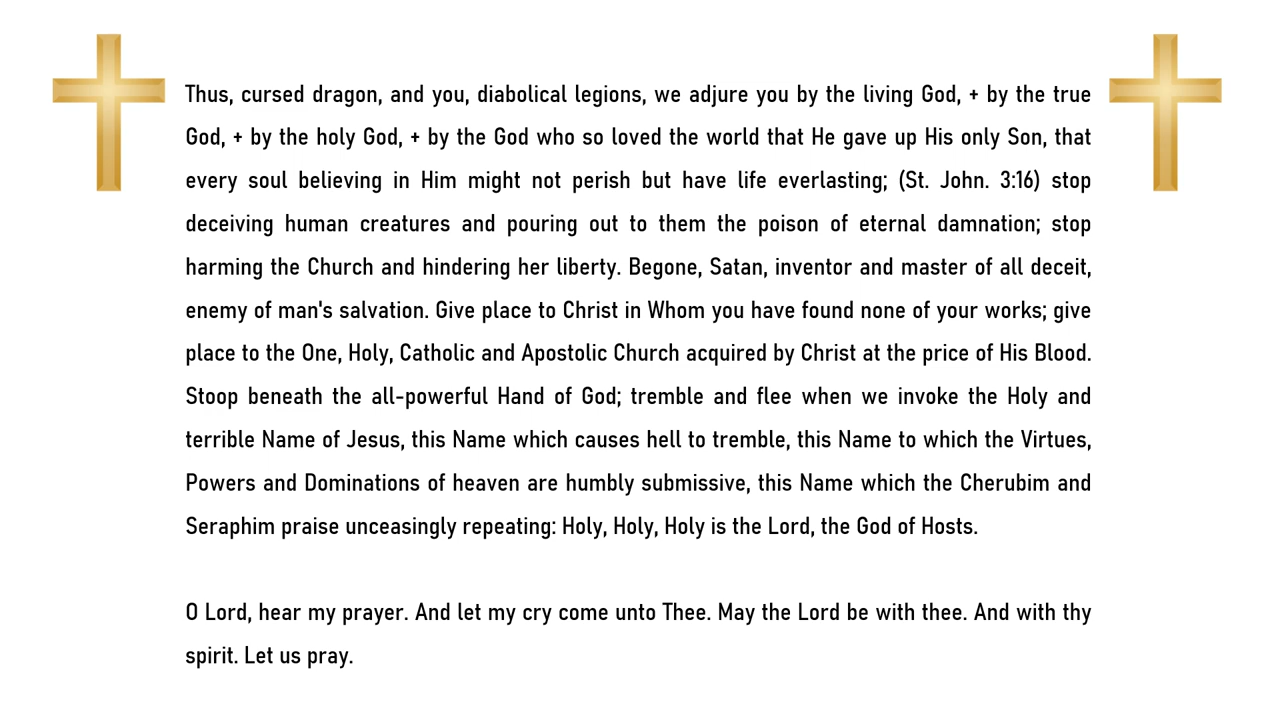 Thus, cursed dragon, and you, diabolical legions, we adjure you by the living God, + by the true
God, + by the holy God, + by the God who so loved the world that He gave up His only Son, that
every soul believing in Him might not perish but have life everlasting; (St. John. 3:16) stop
deceiving human creatures and pouring out to them the poison of eternal damnation; stop
harming the Church and hindering her liberty. Begone, Satan, inventor and master of all deceit,
enemy of man's salvation. Give place to Christ in Whom you have found none of your works; give
place to the One, Holy, Catholic and Apostolic Church acquired by Christ at the price of His Blood.
Stoop beneath the all-powerful Hand of God; tremble and flee when we invoke the Holy and
terrible Name of Jesus, this Name which causes hell to tremble, this Name to which the Virtues,
Powers and Dominations of heaven are humbly submissive, this Name which the Cherubim and
Seraphim praise unceasingly repeating: Holy, Holy, Holy is the Lord, the God of Hosts.
O Lord, hear my prayer. And let my cry come unto Thee. May the Lord be with thee. And with thy
spirit. Let us pray.